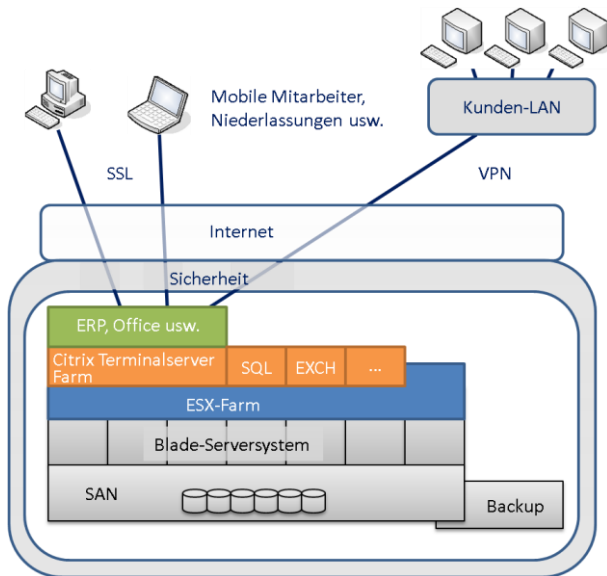 Mobile Mitarbeiter,
Niederlassungen usw.
Kunden-LAN
SSL
VPN
Internet
Sicherheit
ERP, Office usw.
Citrix Terminalserver
Farm
SQL
EXCH
...
ESX-Farm
Blade-Serversystem
SAN
Backup